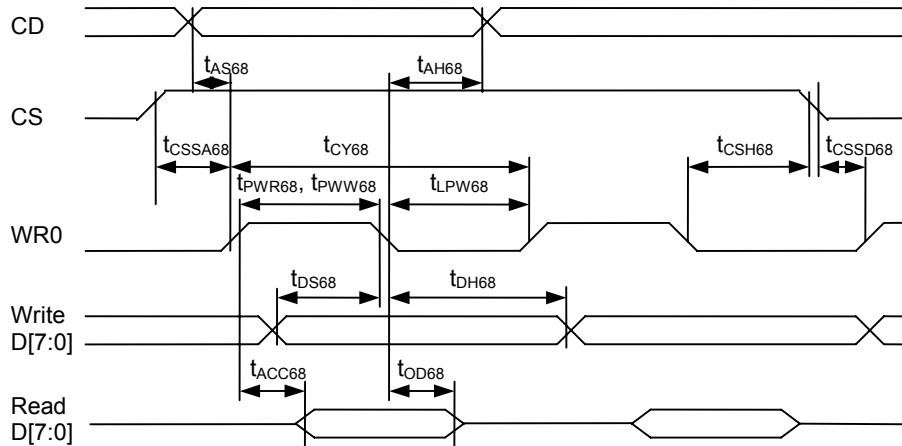 CD
tAS68 tAH68
CS
tCSSA68 tCY68 tCSH68 tCSSD68
tPWR68, tPWW68 tLPW68
WR0
tDS68 tDH68
Write
D[7:0]
tACC68 tOD68
Read
D[7:0]